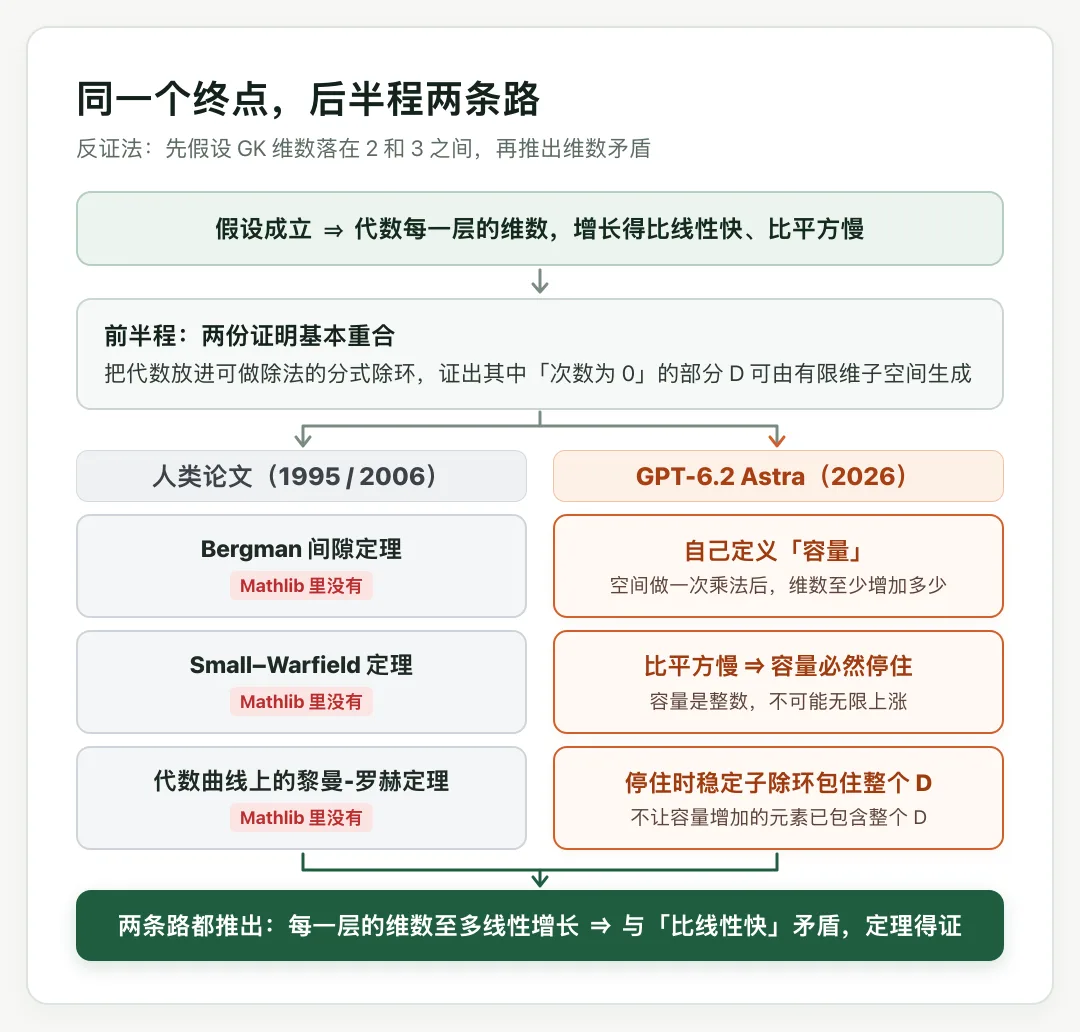 同一个终点，后半程两条路
反证法：先假设 GK 维数落在 2 和 3 之间，再推出维数矛盾
假设成立 ⇒ 代数每一层的维数，增长得比线性快、比平方慢
前半程：两份证明基本重合
把代数放进可做除法的分式除环，证出其中「次数为 0」的部分 D 可由有限维子空间生成
人类论文（1995 / 2006）
Bergman 间隙定理
Mathlib 里没有
Small–Warfield 定理
Mathlib 里没有
代数曲线上的黎曼-罗赫定理
Mathlib 里没有
GPT-6.2 Astra（2026）
自己定义「容量」
空间做一次乘法后，维数至少增加多少
比平方慢 ⇒ 容量必然停住
容量是整数，不可能无限上涨
停住时稳定子除环包住整个 D
不让容量增加的元素已包含整个 D
两条路都推出：每一层的维数至多线性增长 ⇒ 与「比线性快」矛盾，定理得证